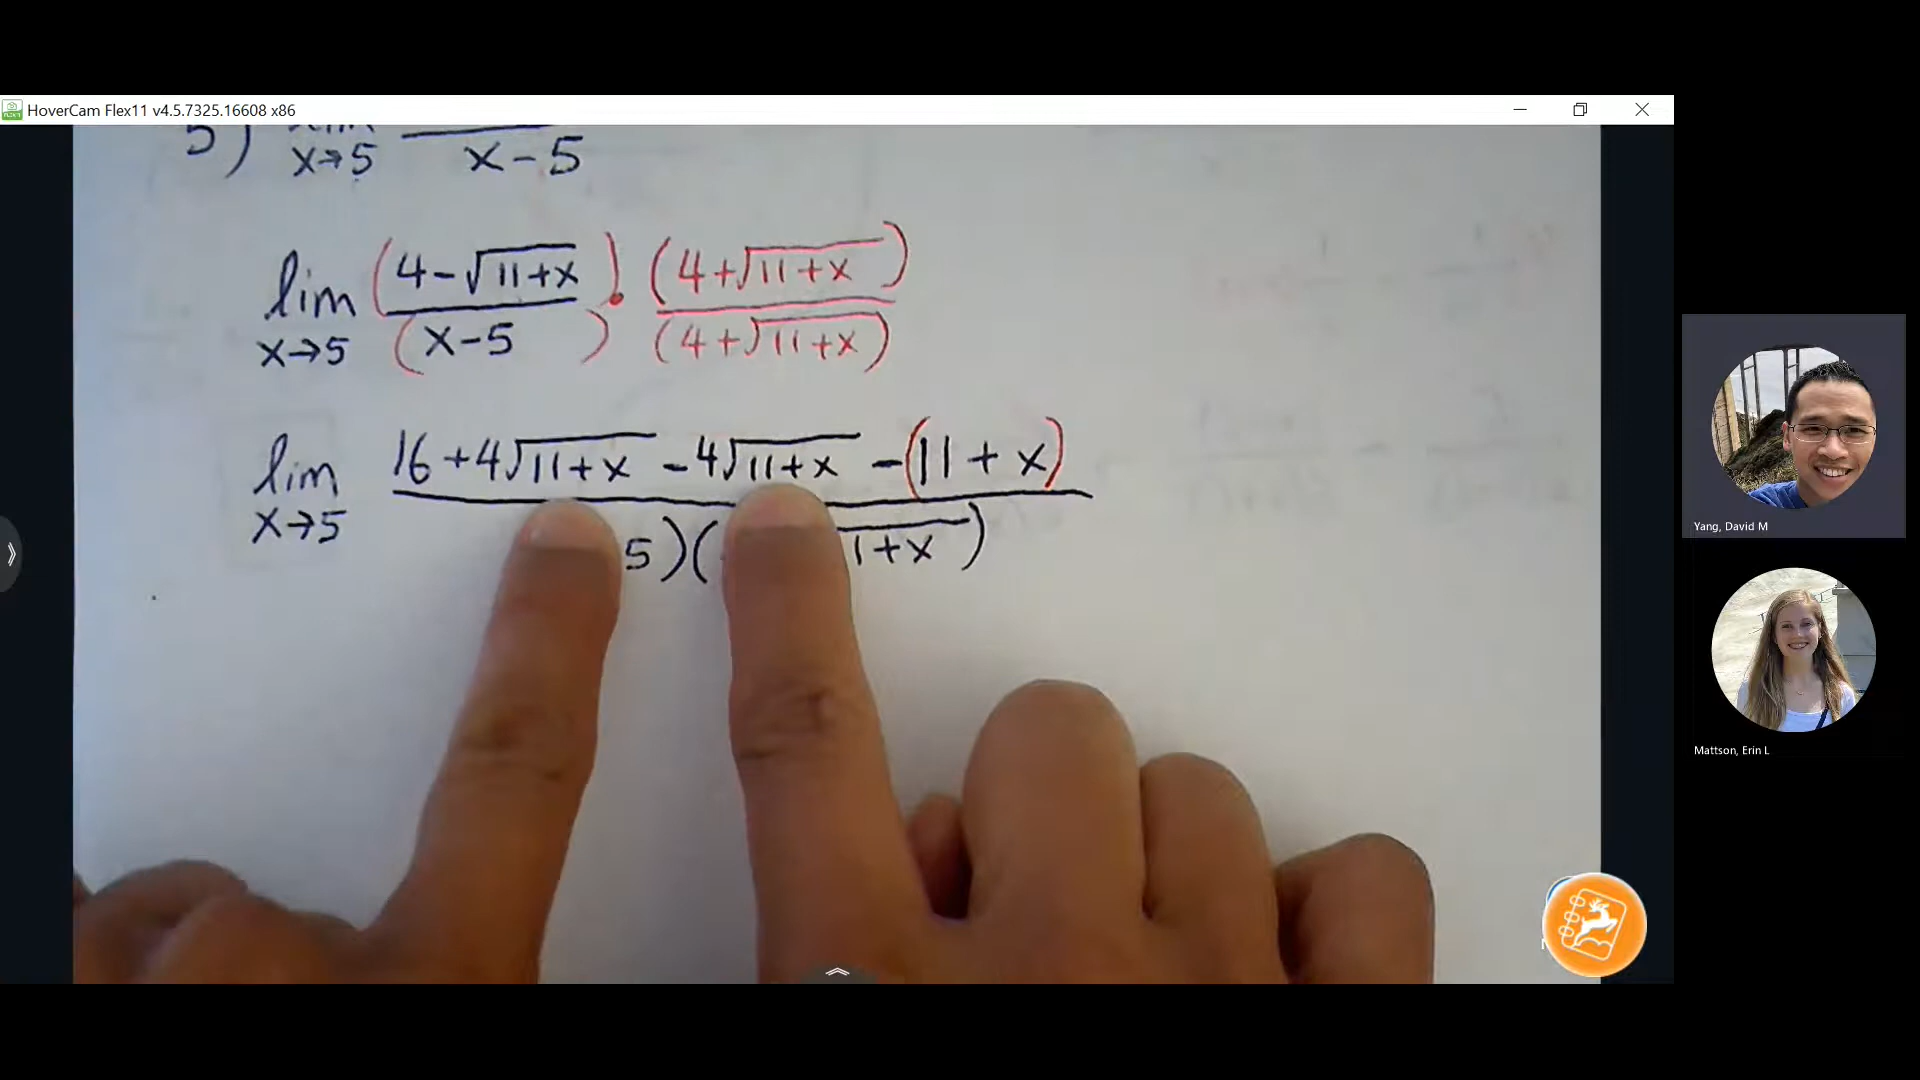 HoverCam Flex11 v4.5.7325.16608 x86
5) lim
x→5 x-5
lim (4-√11+x) · (4+√11+x)
x→5 (x-5) (4+√11+x)
lim 16+4√11+x -4√11+x -(11+x)
x→5 5)( 1+x)
Yang, David M
Mattson, Erin L